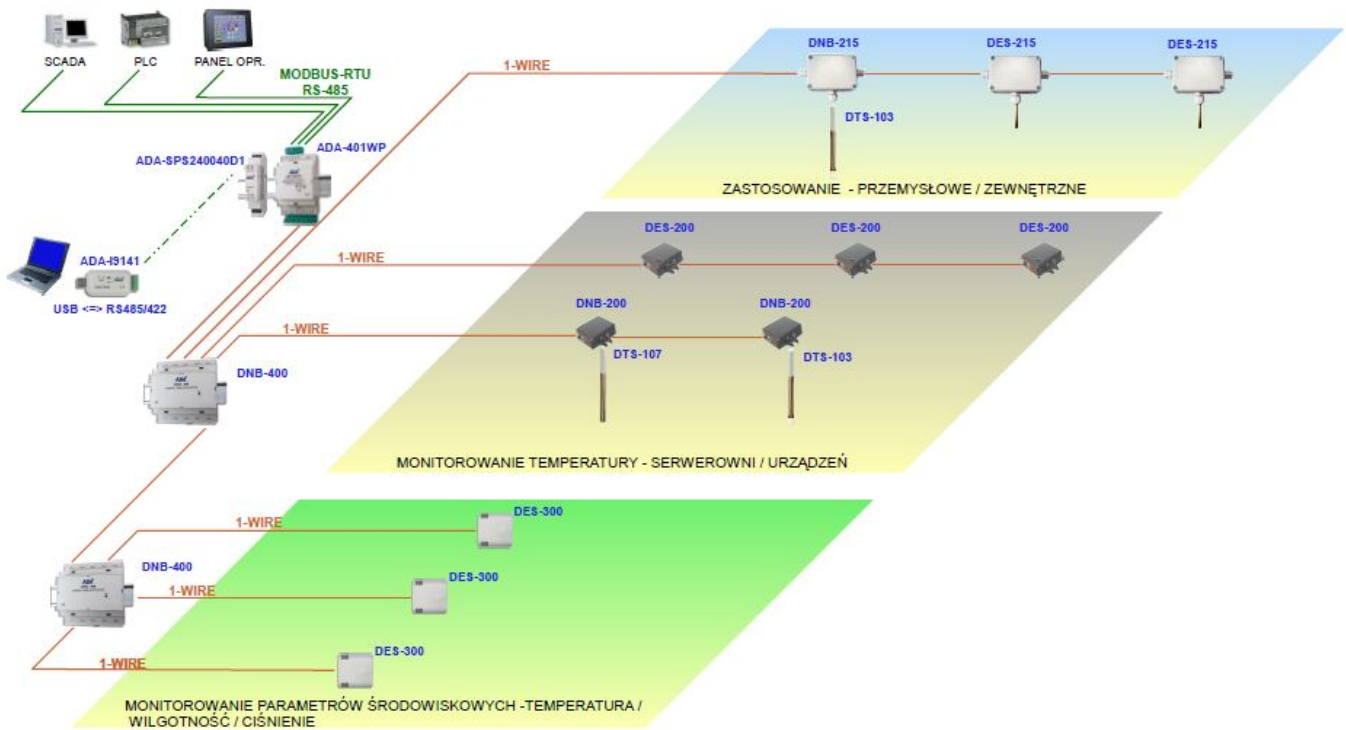 SCADA
PLC
PANEL OPR.
MODBUS-RTU
RS-485
1-WIRE
DNB-215
DES-215
DES-215
DTS-103
ADA-SPS240040D1
ADA-401WP
ZASTOSOWANIE - PRZEMYSŁOWE / ZEWNĘTRZNE
ADA-I9141
USB <=> RS485/422
1-WIRE
DES-200
DES-200
DES-200
1-WIRE
DNB-200
DNB-200
DTS-107
DTS-103
DNB-400
MONITOROWANIE TEMPERATURY - SERWEROWNI / URZĄDZEŃ
1-WIRE
DES-300
DNB-400
1-WIRE
DES-300
1-WIRE
DES-300
MONITOROWANIE PARAMETRÓW ŚRODOWISKOWYCH -TEMPERATURA /
WILGOTNOŚĆ / CIŚNIENIE